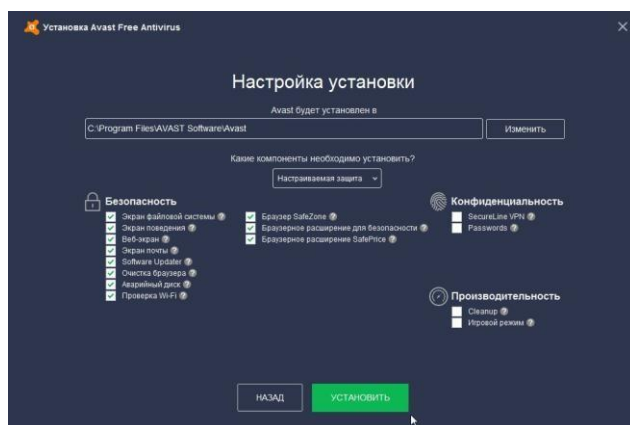 Установка Avast Free Antivirus
Настройка установки
Avast будет установлен в
C:\Program Files\AVAST Software\Avast
Изменить
Какие компоненты необходимо установить?
Настраиваемая защита
Безопасность
Экран файловой системы ?
Экран поведения ?
Веб-экран ?
Экран почты ?
Software Updater ?
Очистка браузера ?
Аварийный диск ?
Проверка Wi-Fi ?
Браузер SafeZone ?
Браузерное расширение для безопасности ?
Браузерное расширение SafePrice ?
Конфиденциальность
SecureLine VPN ?
Passwords ?
Производительность
Cleanup ?
Игровой режим ?
НАЗАД
УСТАНОВИТЬ